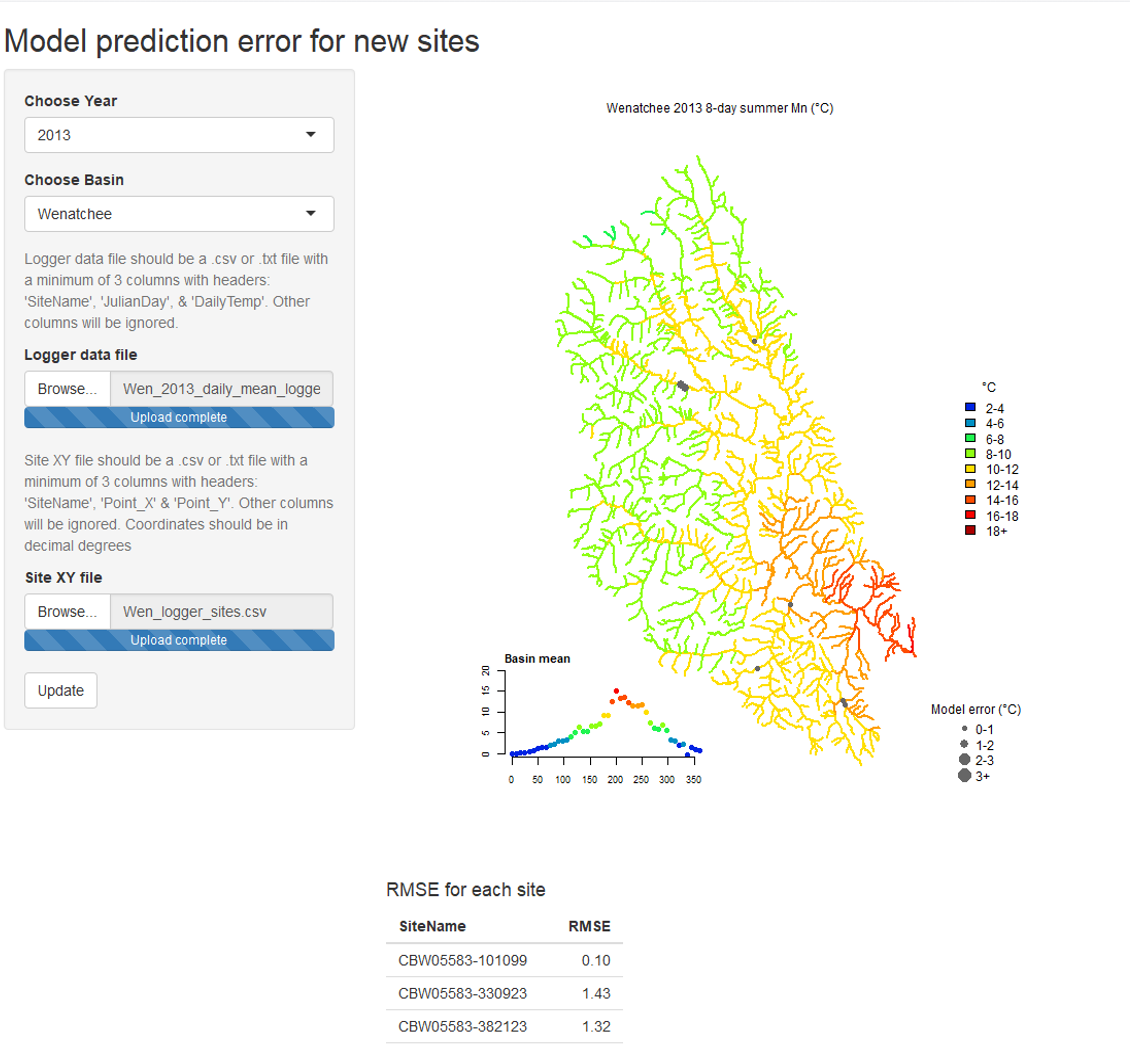 Model prediction error for new sites
Choose Year
2013
Choose Basin
Wenatchee
Logger data file should be a .csv or .txt file with
a minimum of 3 columns with headers:
'SiteName', 'JulianDay', & 'DailyTemp'. Other
columns will be ignored.
Logger data file
Browse... Wen_2013_daily_mean_logge
Upload complete
Site XY file should be a .csv or .txt file with a
minimum of 3 columns with headers:
'SiteName', 'Point_X' & 'Point_Y'. Other columns
will be ignored. Coordinates should be in
decimal degrees
Site XY file
Browse... Wen_logger_sites.csv
Upload complete
Update
Wenatchee 2013 8-day summer Mn (°C)
°C
2-4
4-6
6-8
8-10
10-12
12-14
14-16
16-18
18+
Basin mean
20
15
10
5
0
0 50 100 150 200 250 300 350
Model error (°C)
0-1
1-2
2-3
3+
RMSE for each site
SiteName RMSE
CBW05583-101099 0.10
CBW05583-330923 1.43
CBW05583-382123 1.32